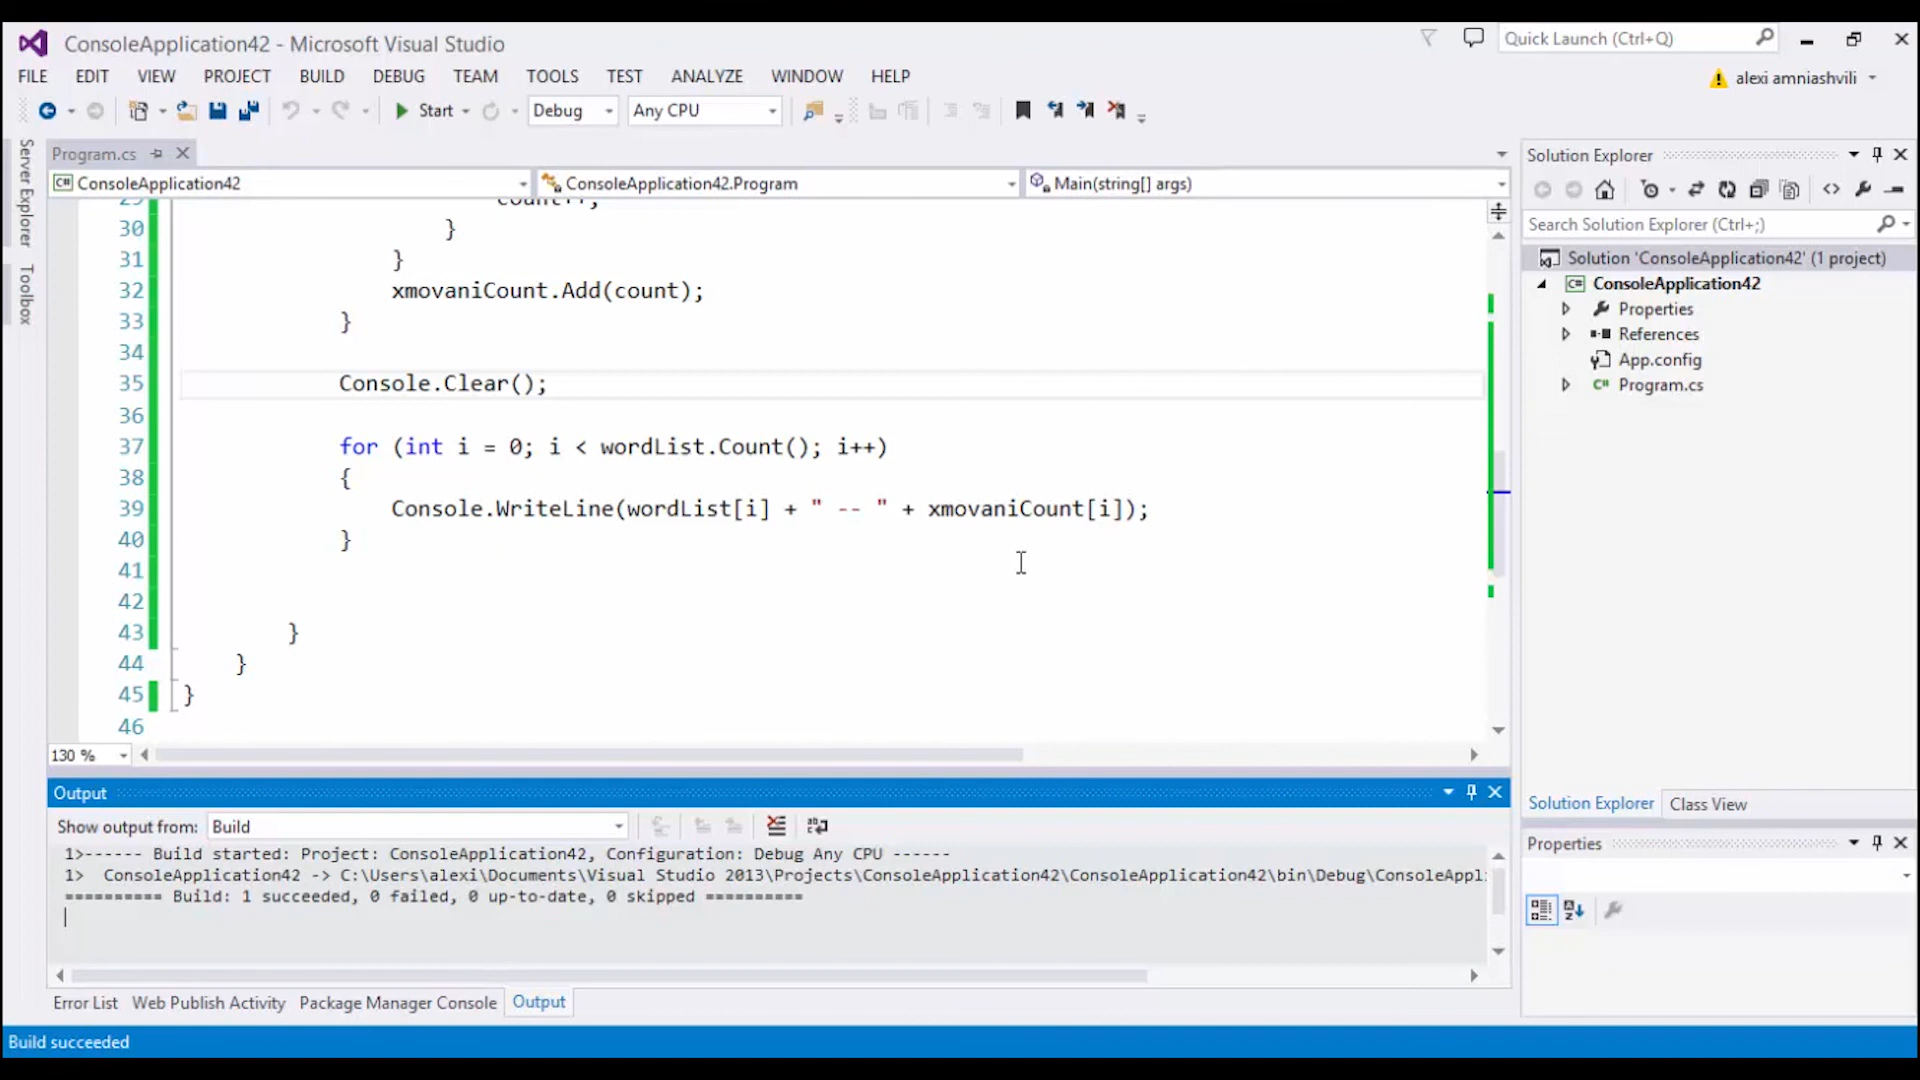 ConsoleApplication42 - Microsoft Visual Studio
Quick Launch (Ctrl+Q)
FILE EDIT VIEW PROJECT BUILD DEBUG TEAM TOOLS TEST ANALYZE WINDOW HELP
alexi amniashvili
Start Debug Any CPU
Server Explorer
Toolbox
Program.cs
ConsoleApplication42
ConsoleApplication42.Program
Main(string[] args)
29 count++;
30 }
31 }
32 xmovaniCount.Add(count);
33 }
34
35 Console.Clear();
36
37 for (int i = 0; i < wordList.Count(); i++)
38 {
39 Console.WriteLine(wordList[i] + " -- " + xmovaniCount[i]);
40 }
41
42
43 }
44 }
45 }
46
130 %
Output
Show output from: Build
1>------ Build started: Project: ConsoleApplication42, Configuration: Debug Any CPU ------
1>  ConsoleApplication42 -> C:\Users\alexi\Documents\Visual Studio 2013\Projects\ConsoleApplication42\ConsoleApplication42\bin\Debug\ConsoleAppl
========== Build: 1 succeeded, 0 failed, 0 up-to-date, 0 skipped ==========
Error List Web Publish Activity Package Manager Console Output
Build succeeded
Solution Explorer
Search Solution Explorer (Ctrl+;)
Solution 'ConsoleApplication42' (1 project)
ConsoleApplication42
Properties
References
App.config
Program.cs
Solution Explorer Class View
Properties